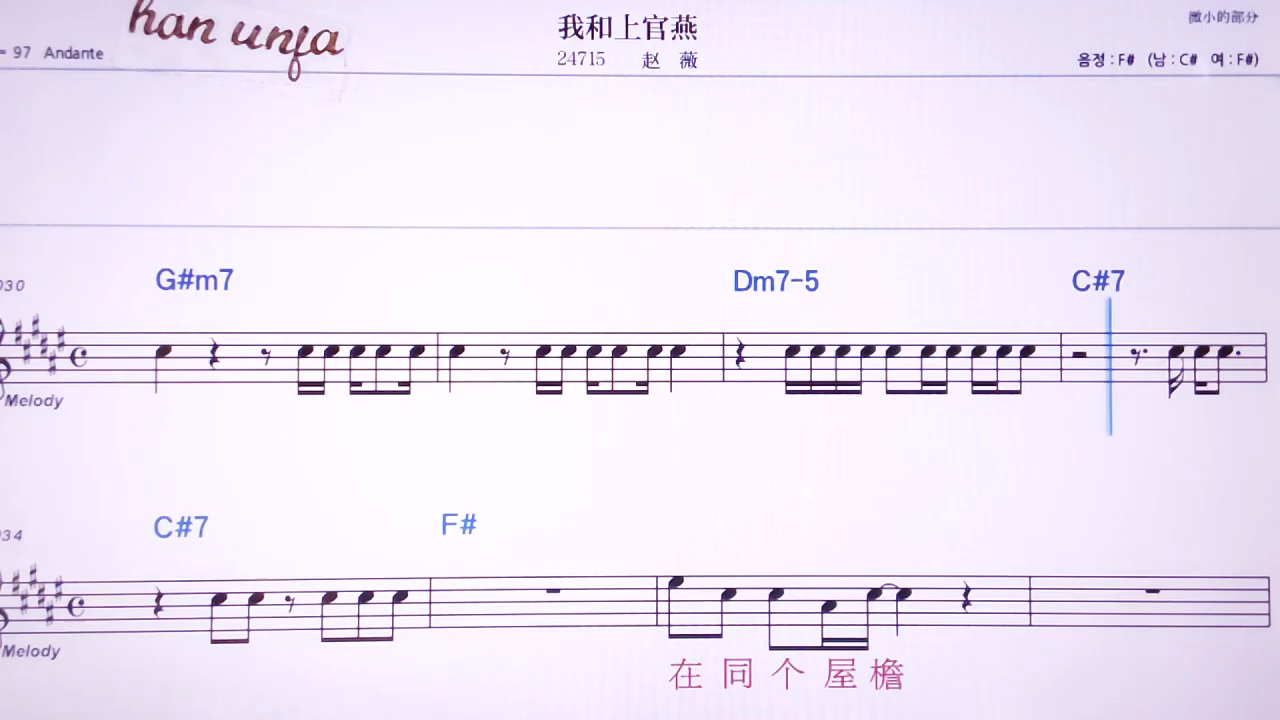 han unja
我和上官燕
微小的部分
= 97 Andante
24715 赵 薇
음정 : F# (남 : C# 여 : F#)
030
G#m7 Dm7-5 C#7
Melody
034
C#7 F#
Melody
在 同 个 屋 檐